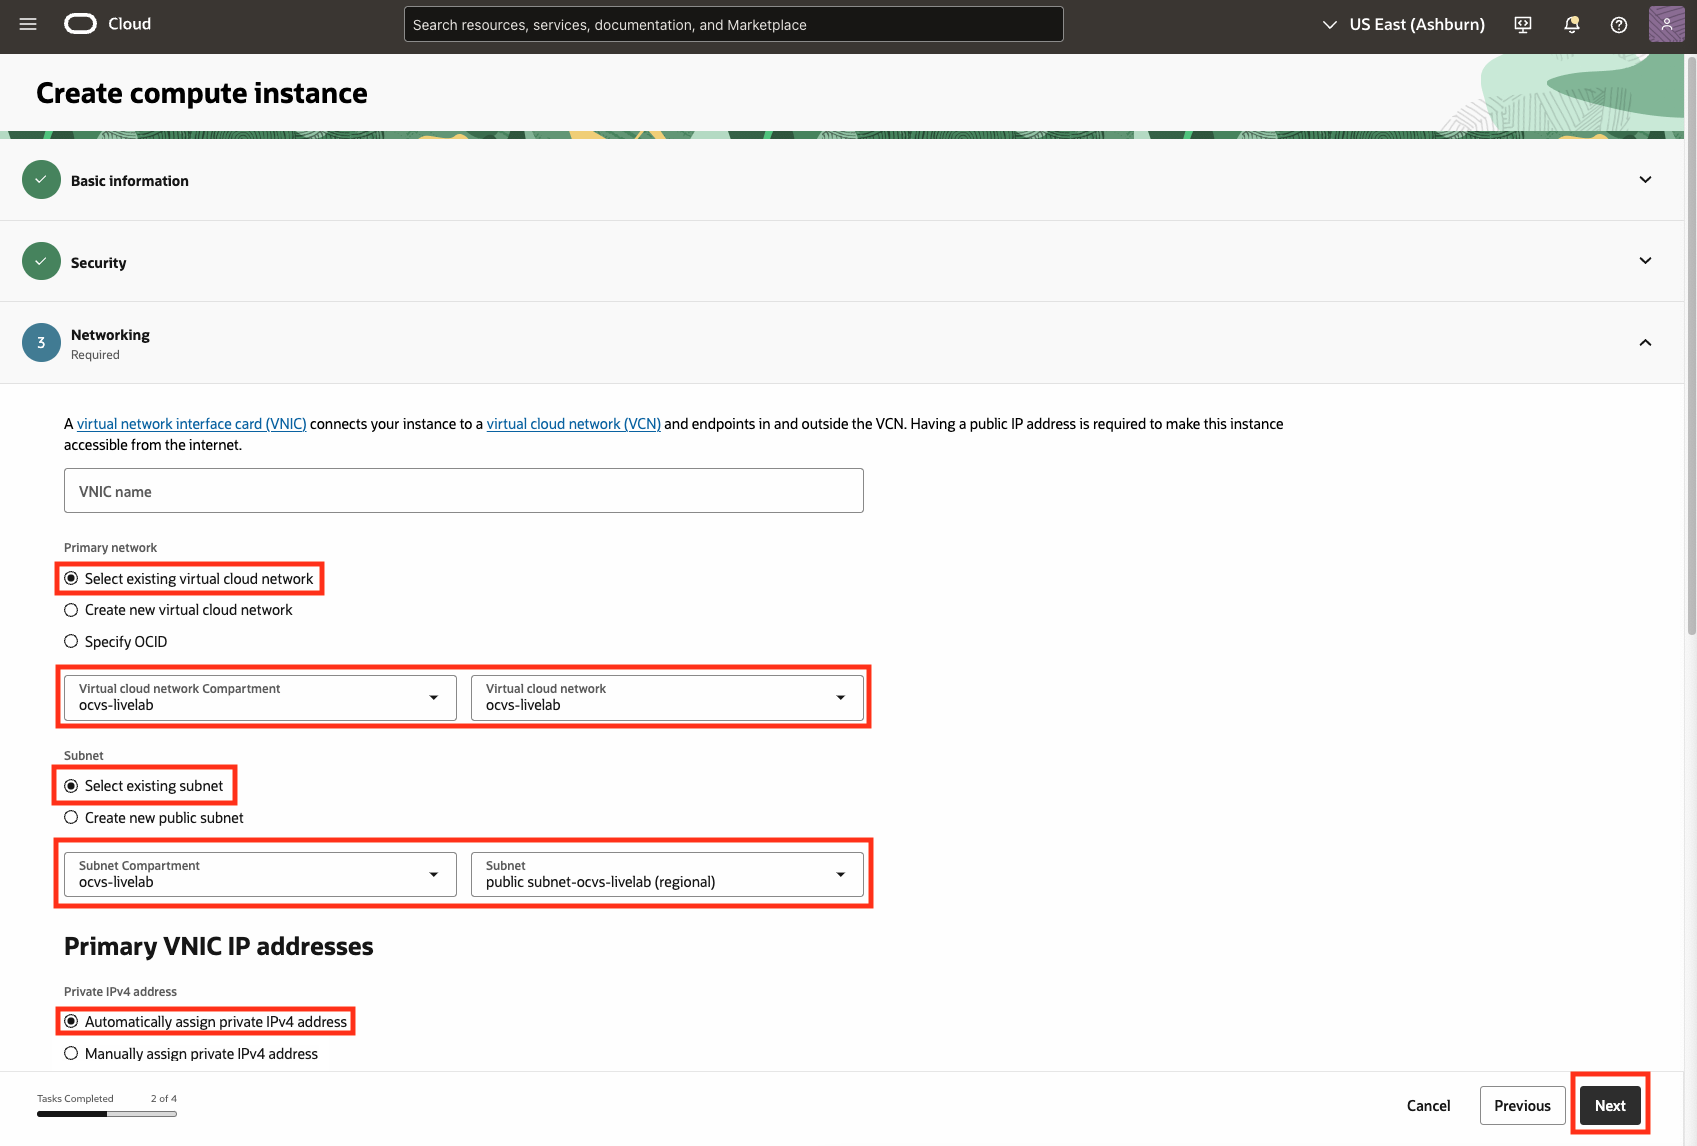 Cloud
Search resources, services, documentation, and Marketplace
US East (Ashburn)
Create compute instance
Basic information
Security
3
Networking
Required
A virtual network interface card (VNIC) connects your instance to a virtual cloud network (VCN) and endpoints in and outside the VCN. Having a public IP address is required to make this instance
accessible from the internet.
VNIC name
Primary network
Select existing virtual cloud network
Create new virtual cloud network
Specify OCID
Virtual cloud network Compartment
ocvs-livelab
Virtual cloud network
ocvs-livelab
Subnet
Select existing subnet
Create new public subnet
Subnet Compartment
ocvs-livelab
Subnet
public subnet-ocvs-livelab (regional)
Primary VNIC IP addresses
Private IPv4 address
Automatically assign private IPv4 address
Manually assign private IPv4 address
Tasks Completed
2 of 4
Cancel
Previous
Next